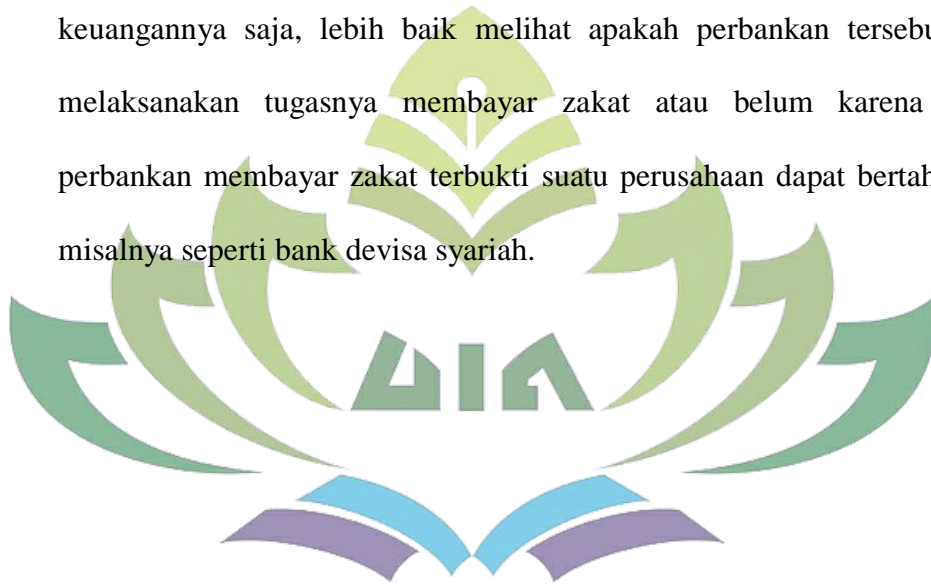 keuangannya saja, lebih baik melihat apakah perbankan tersebu
melaksanakan tugasnya membayar zakat atau belum karena
perbankan membayar zakat terbukti suatu perusahaan dapat bertah
misalnya seperti bank devisa syariah.
UIN